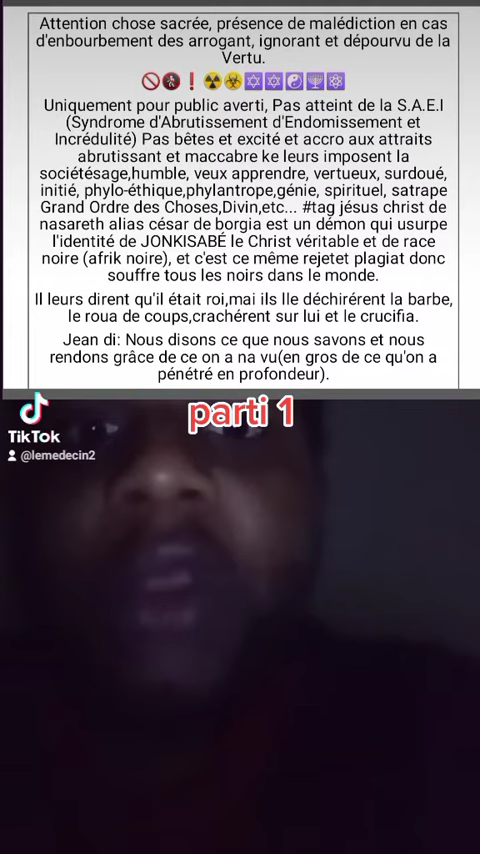 Attention chose sacrée, présence de malédiction en cas
d'enbourbement des arrogant, ignorant et dépourvu de la
Vertu.
🚫🚷❗☢️☣️✡️🔯☯️🕎⚛️
Uniquement pour public averti, Pas atteint de la S.A.E.I
(Syndrome d'Abrutissement d'Endomissement et
Incrédulité) Pas bêtes et excité et accro aux attraits
abrutissant et maccabre ke leurs imposent la
sociétésage,humble, veux apprendre, vertueux, surdoué,
initié, phylo-éthique,phylantrope,génie, spirituel, satrape
Grand Ordre des Choses,Divin,etc... #tag jésus christ de
nasareth alias césar de borgia est un démon qui usurpe
l'identité de JONKISABÉ le Christ véritable et de race
noire (afrik noire), et c'est ce même rejetet plagiat donc
souffre tous les noirs dans le monde.
Il leurs dirent qu'il était roi,mai ils lle déchirérent la barbe,
le roua de coups,crachérent sur lui et le crucifia.
Jean di: Nous disons ce que nous savons et nous
rendons grâce de ce on a na vu(en gros de ce qu'on a
pénétré en profondeur).
parti 1
TikTok
@lemedecin2